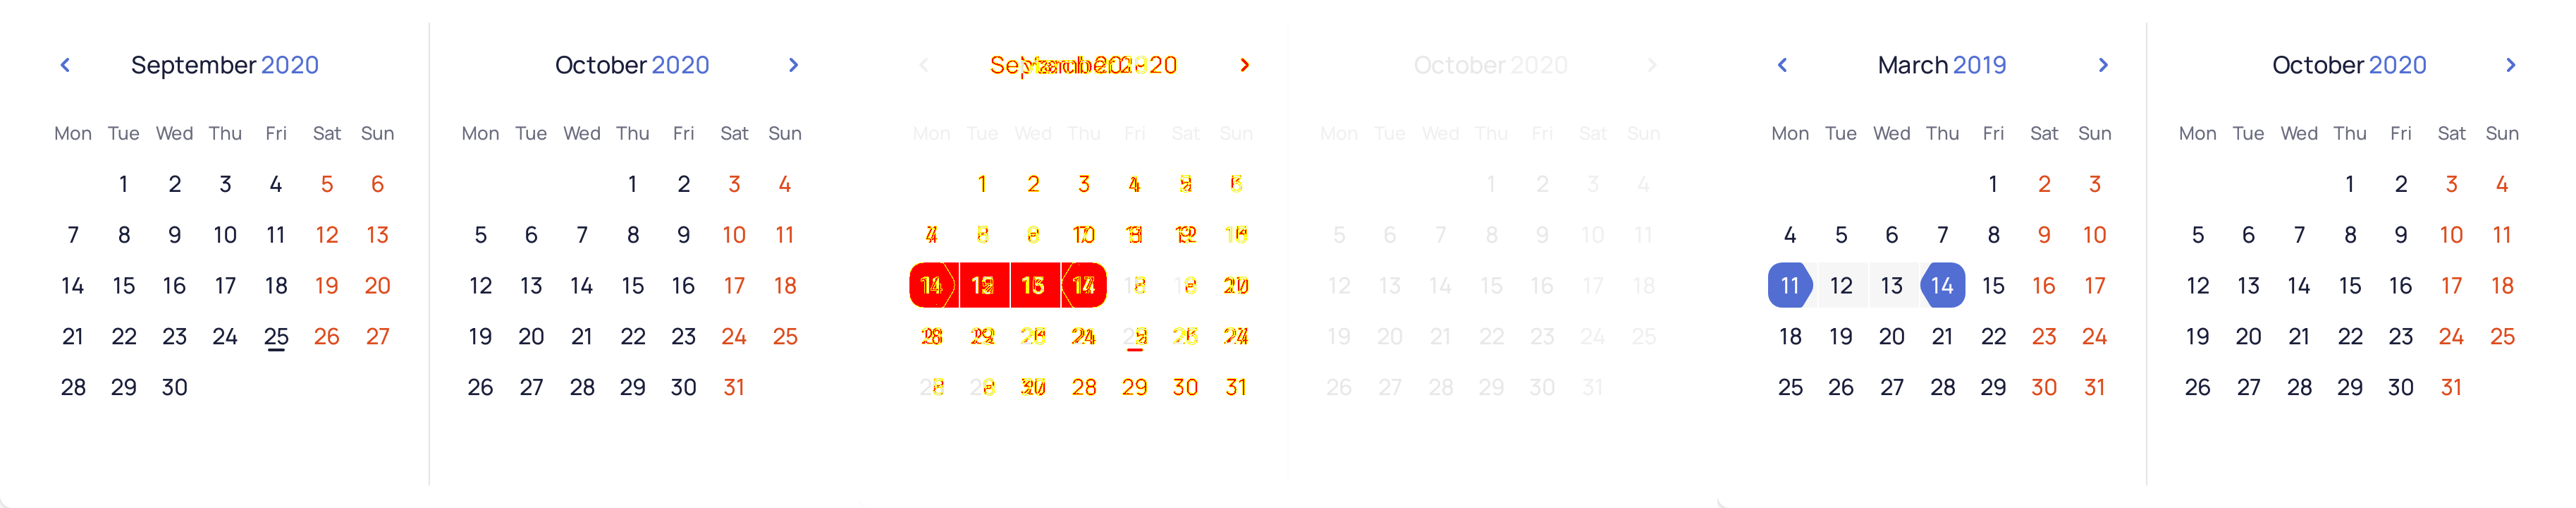 September 2020
Mon Tue Wed Thu Fri Sat Sun
1 2 3 4 5 6
7 8 9 10 11 12 13
14 15 16 17 18 19 20
21 22 23 24 25 26 27
28 29 30
October 2020
Mon Tue Wed Thu Fri Sat Sun
1 2 3 4
5 6 7 8 9 10 11
12 13 14 15 16 17 18
19 20 21 22 23 24 25
26 27 28 29 30 31
Mon Tue Wed Thu Fri Sat Sun
1 2 3
28 29 30 31
October 2020
Mon Tue Wed Thu Fri Sat Sun
1 2 3 4
5 6 7 8 9 10 11
12 13 14 15 16 17 18
19 20 21 22 23 24 25
26 27 28 29 30 31
March 2019
Mon Tue Wed Thu Fri Sat Sun
1 2 3
4 5 6 7 8 9 10
11 12 13 14 15 16 17
18 19 20 21 22 23 24
25 26 27 28 29 30 31
October 2020
Mon Tue Wed Thu Fri Sat Sun
1 2 3 4
5 6 7 8 9 10 11
12 13 14 15 16 17 18
19 20 21 22 23 24 25
26 27 28 29 30 31